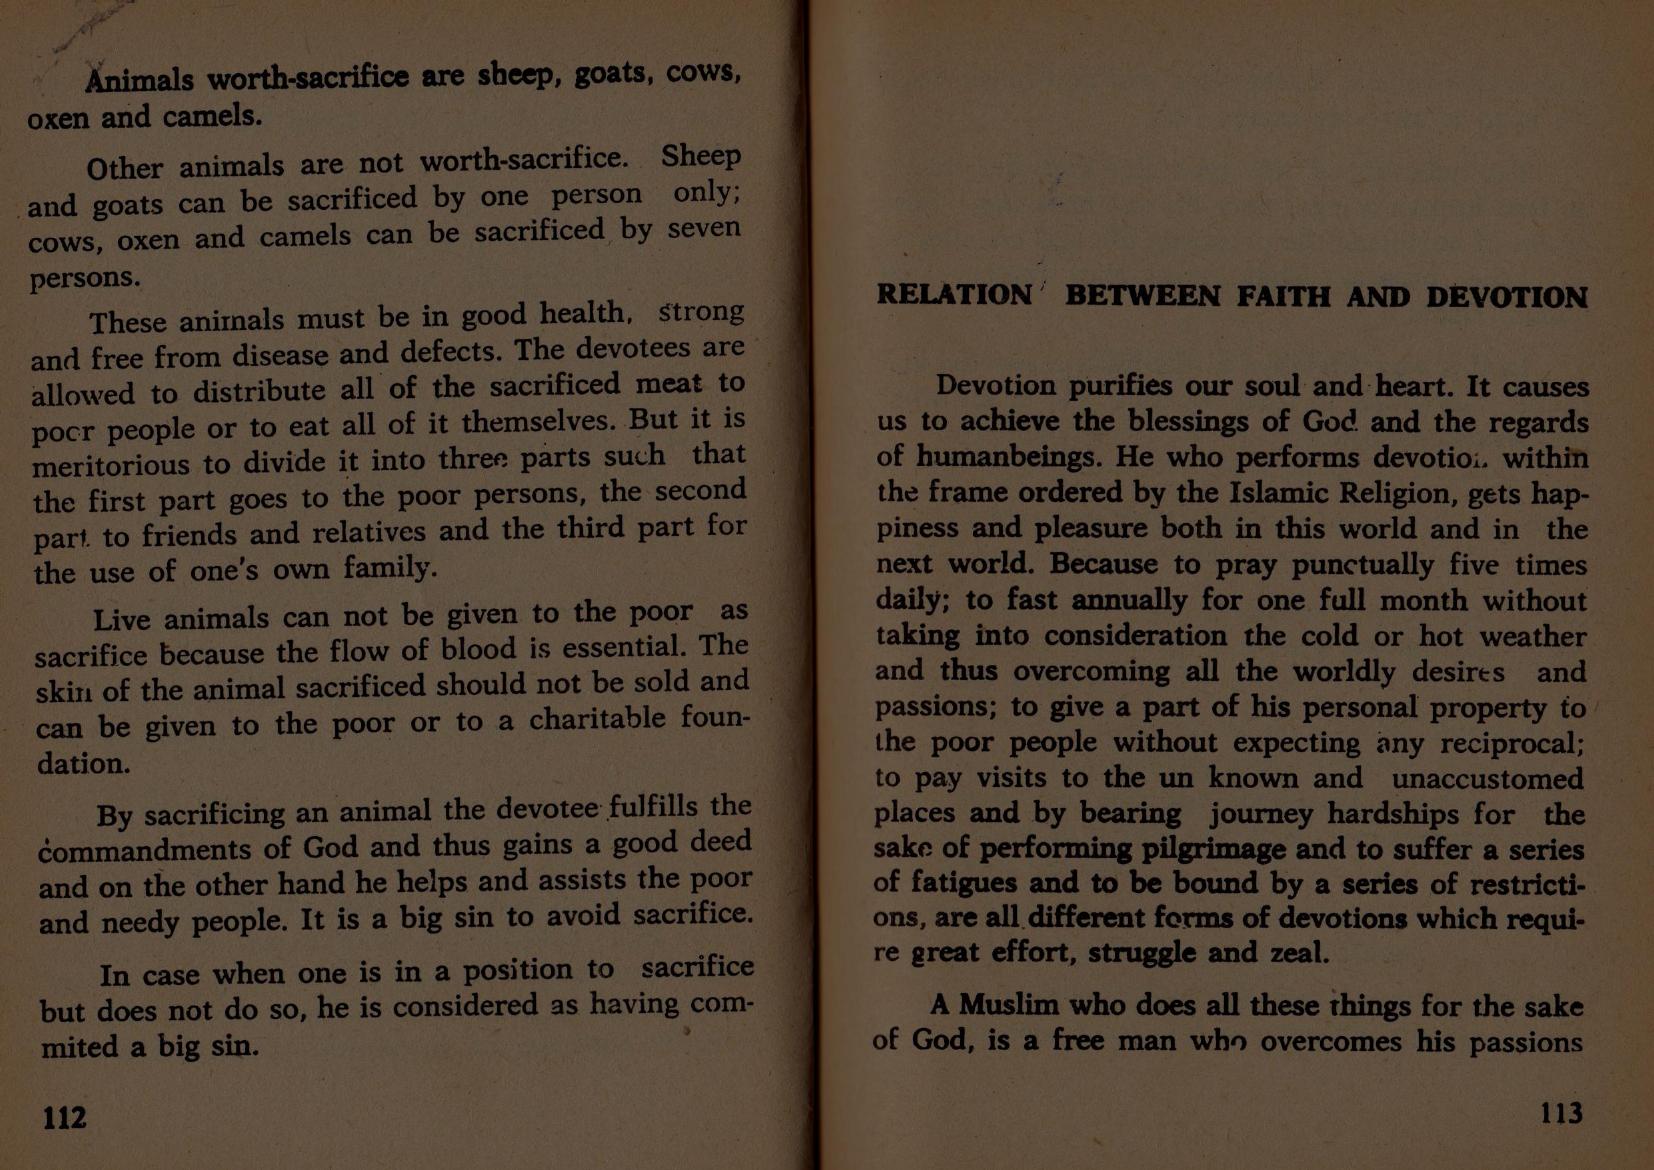 Animals worth-sacrifice are sheep, goats, cows,
oxen and camels.
Other animals are not worth-sacrifice. Sheep
and goats can be sacrificed by one person only;
cows, oxen and camels can be sacrificed by seven
persons.
These animals must be in good health, strong
and free from disease and defects. The devotees are
allowed to distribute all of the sacrificed meat to
pocr people or to eat all of it themselves. But it is
meritorious to divide it into three parts such that
the first part goes to the poor persons, the second
part to friends and relatives and the third part for
the use of one's own family.
Live animals can not be given to the poor as
sacrifice because the flow of blood is essential. The
skin of the animal sacrificed should not be sold and
can be given to the poor or to a charitable foun-
dation.
By sacrificing an animal the devotee fulfills the
commandments of God and thus gains a good deed
and on the other hand he helps and assists the poor
and needy people. It is a big sin to avoid sacrifice.
In case when one is in a position to sacrifice
but does not do so, he is considered as having com-
mited a big sin.
112
RELATION BETWEEN FAITH AND DEVOTION
Devotion purifies our soul and heart. It causes
us to achieve the blessings of God and the regards
of humanbeings. He who performs devotion within
the frame ordered by the Islamic Religion, gets hap-
piness and pleasure both in this world and in the
next world. Because to pray punctually five times
daily; to fast annually for one full month without
taking into consideration the cold or hot weather
and thus overcoming all the worldly desires and
passions; to give a part of his personal property to
the poor people without expecting any reciprocal;
to pay visits to the un known and unaccustomed
places and by bearing journey hardships for the
sake of performing pilgrimage and to suffer a series
of fatigues and to be bound by a series of restricti-
ons, are all different forms of devotions which requi-
re great effort, struggle and zeal.
A Muslim who does all these things for the sake
of God, is a free man who overcomes his passions
113